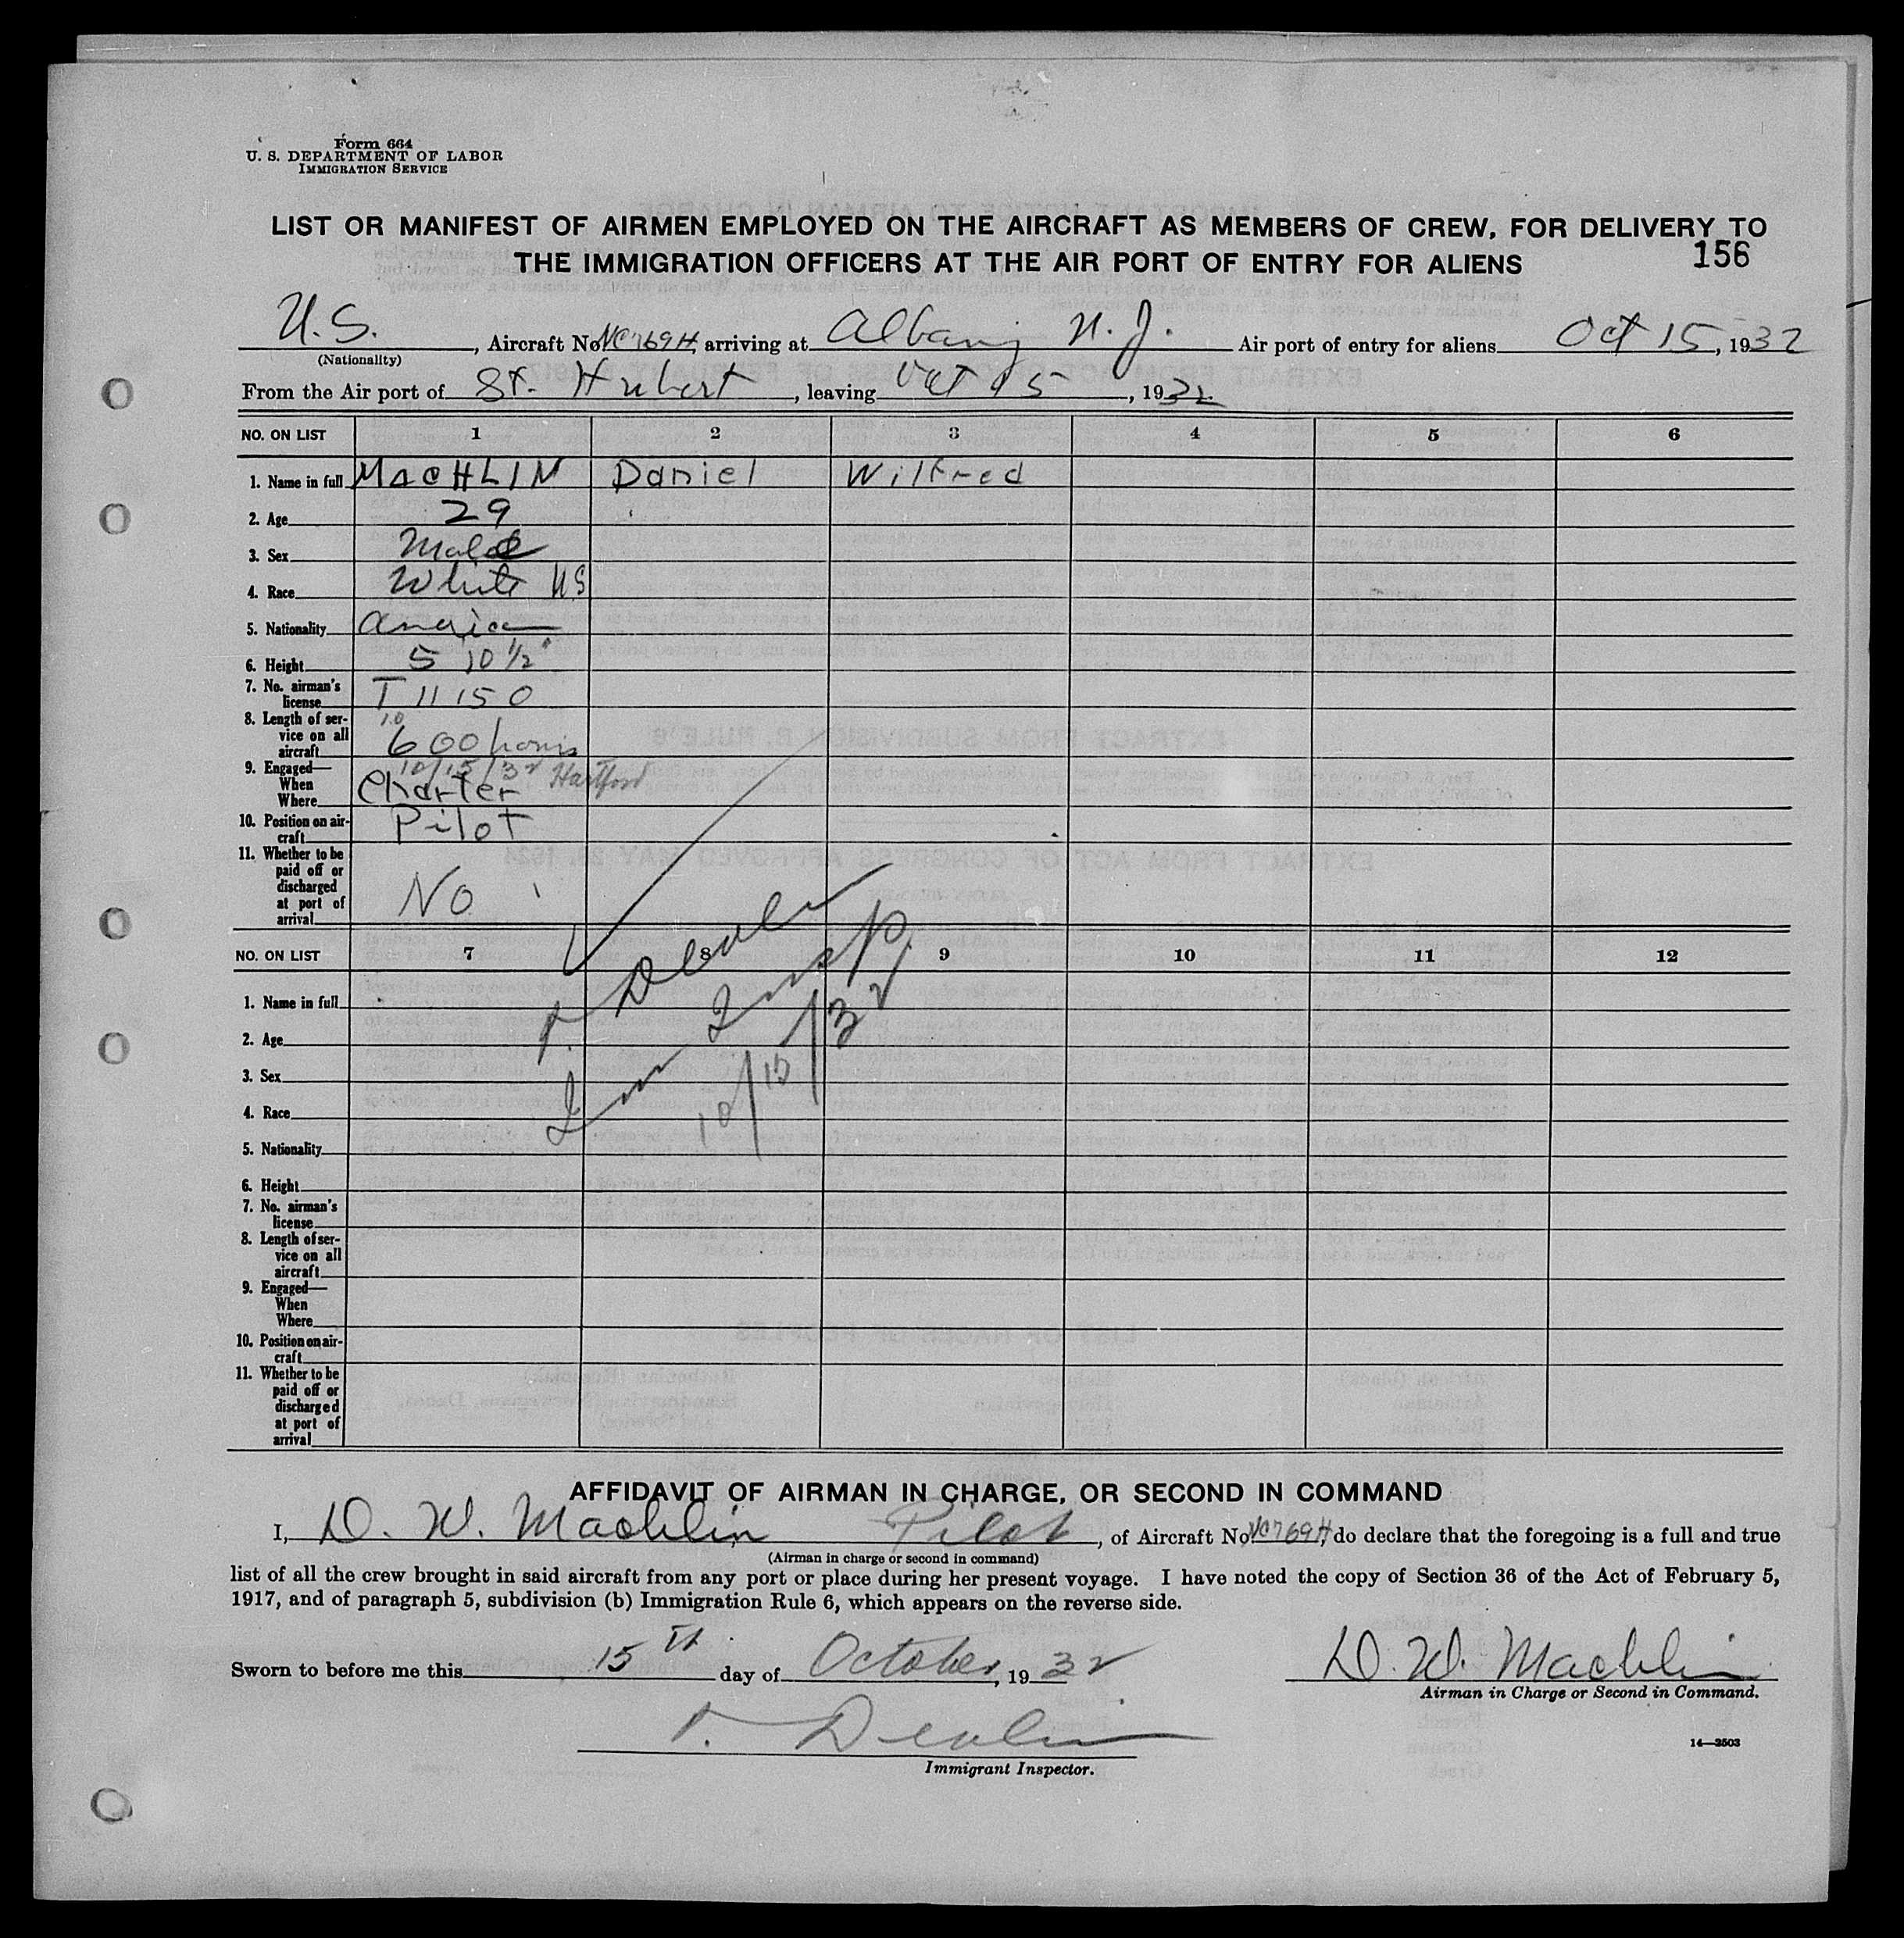 Form 664
U. S. DEPARTMENT OF LABOR
IMMIGRATION SERVICE
LIST OR MANIFEST OF AIRMEN EMPLOYED ON THE AIRCRAFT AS MEMBERS OF CREW, FOR DELIVERY TO
THE IMMIGRATION OFFICERS AT THE AIR PORT OF ENTRY FOR ALIENS
156
U.S., Aircraft No. NC769H, arriving at Albany N.Y. Air port of entry for aliens Oct 15, 1932
(Nationality)
From the Air port of St. Hubert, leaving Oct 15, 1932
NO. ON LIST 1 2 3 4 5 6
1. Name in full MACHLIN Daniel Wilfred
2. Age 29
3. Sex Male
4. Race White US
5. Nationality
6. Height 5 10 1/2"
7. No. airman's
license T 11150
8. Length of ser-
vice on all
aircraft 600 hours
9. Engaged— 10/15/32 Hartford
When
Where Charter
10. Position on air-
craft Pilot
11. Whether to be
paid off or
discharged
at port of
arrival No
NO. ON LIST 7 8 9 10 11 12
Imm Insp.
10/15/32
1. Name in full
2. Age
3. Sex
4. Race
5. Nationality
6. Height
7. No. airman's
license
8. Length of ser-
vice on all
aircraft
9. Engaged—
When
Where
10. Position on air-
craft
11. Whether to be
paid off or
discharged
at port of
arrival
AFFIDAVIT OF AIRMAN IN CHARGE, OR SECOND IN COMMAND
I, D. W. Machlin Pilot, of Aircraft No. NC769H, do declare that the foregoing is a full and true
(Airman in charge or second in command)
list of all the crew brought in said aircraft from any port or place during her present voyage. I have noted the copy of Section 36 of the Act of February 5,
1917, and of paragraph 5, subdivision (b) Immigration Rule 6, which appears on the reverse side.
Sworn to before me this 15th day of October, 1932
D. W. Machlin
Airman in Charge or Second in Command.
Immigrant Inspector.
14—2503